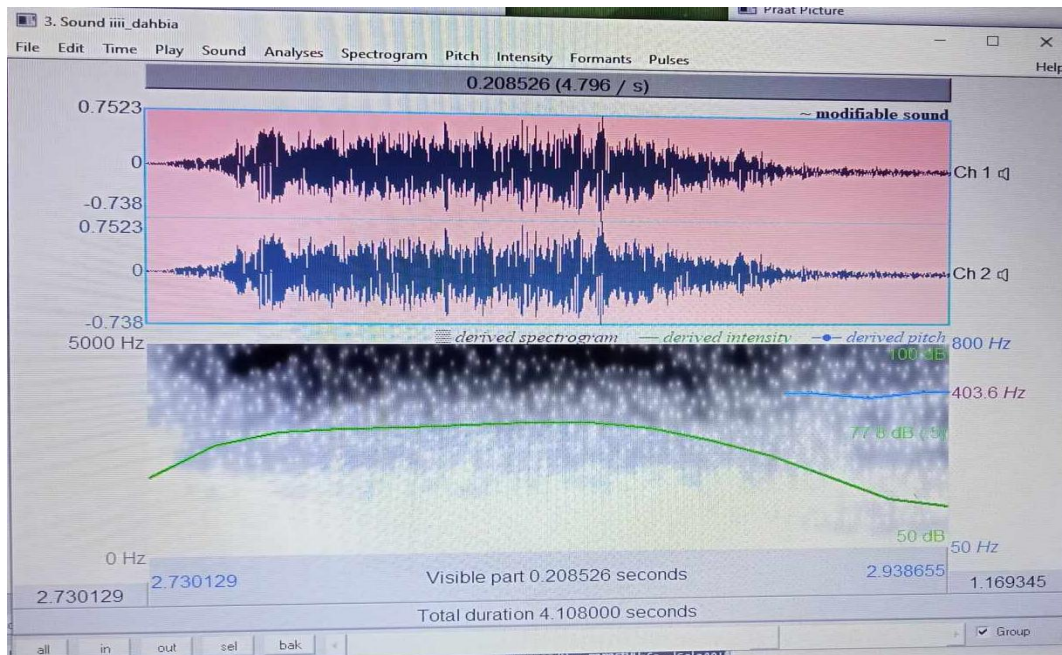 Praat Picture
3. Sound iiii_dahbia
File Edit Time Play Sound Analyses Spectrogram Pitch Intensity Formants Pulses Help
0.208526 (4.796 / s)
0.7523
~ modifiable sound
0
Ch 1
-0.738
0.7523
0
Ch 2
-0.738
derived spectrogram derived intensity derived pitch
5000 Hz
800 Hz
100 dB
403.6 Hz
77.8 dB
50 dB
0 Hz
50 Hz
2.730129
Visible part 0.208526 seconds
2.938655
2.730129
1.169345
Total duration 4.108000 seconds
all in out sel bak
Group